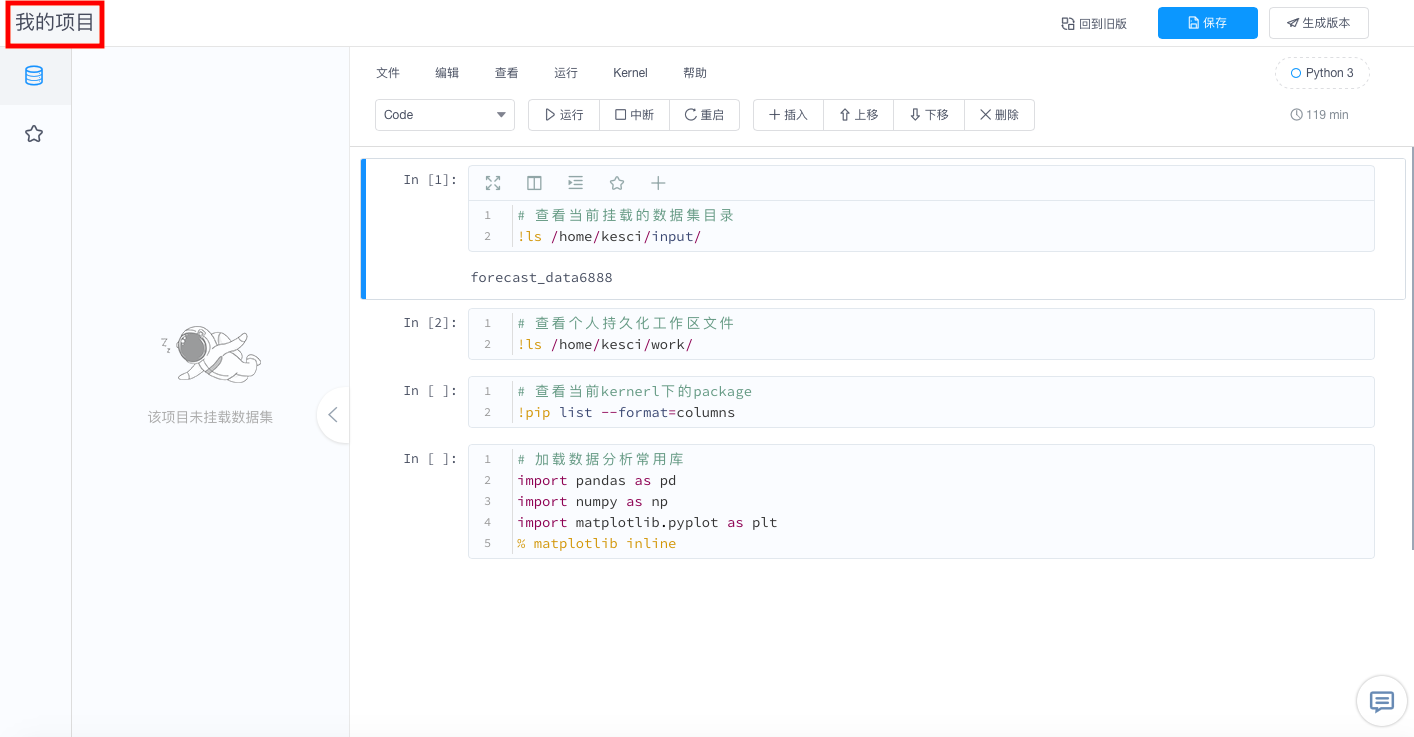 我的项目
回到旧版 保存 生成版本
文件 编辑 查看 运行 Kernel 帮助 Python 3
Code 运行 中断 重启 插入 上移 下移 删除 119 min
In [1]:
1 # 查看当前挂载的数据集目录
2 !ls /home/kesci/input/
forecast_data6888
In [2]:
1 # 查看个人持久化工作区文件
2 !ls /home/kesci/work/
In [ ]:
1 # 查看当前kernerl下的package
2 !pip list --format=columns
In [ ]:
1 # 加载数据分析常用库
2 import pandas as pd
3 import numpy as np
4 import matplotlib.pyplot as plt
5 % matplotlib inline
Z z
该项目未挂载数据集